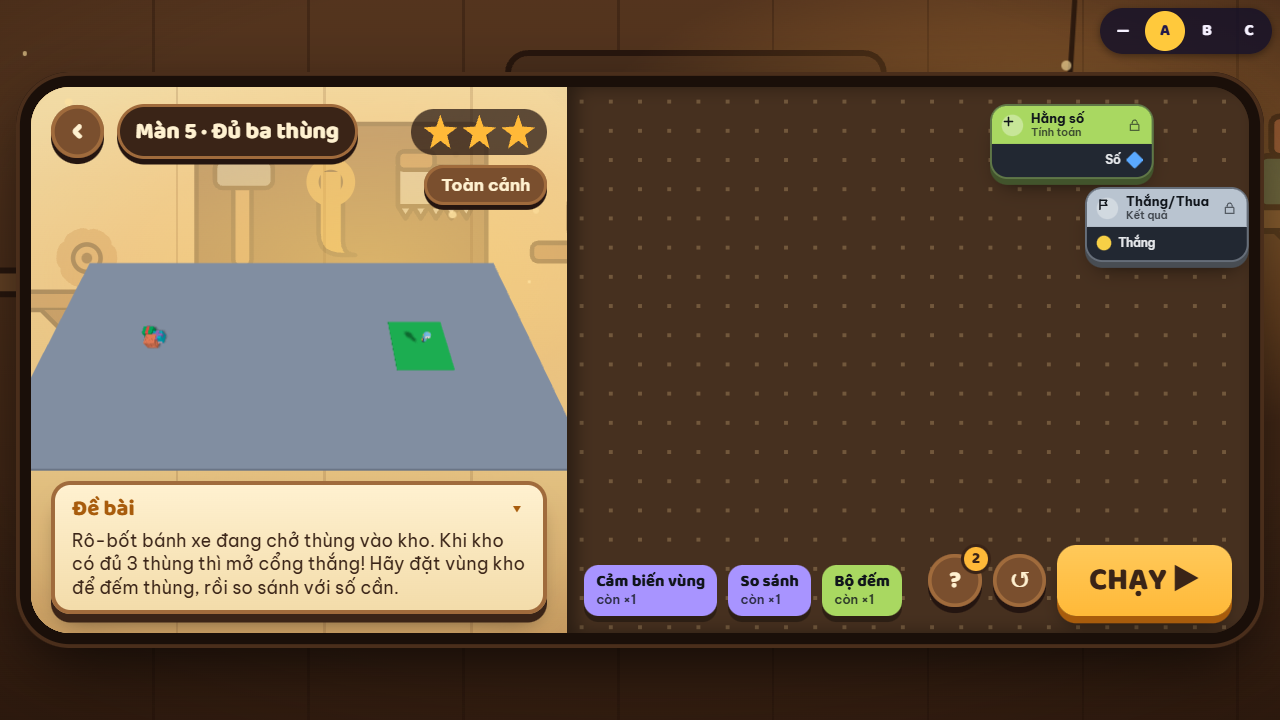 — A B C
Màn 5 • Đủ ba thùng
Toàn cảnh
Hằng số
Tính toán
Số
Thắng/Thua
Kết quả
Thắng
Đề bài
Rô-bốt bánh xe đang chở thùng vào kho. Khi kho
có đủ 3 thùng thì mở cổng thắng! Hãy đặt vùng kho
để đếm thùng, rồi so sánh với số cần.
Cảm biến vùng
còn ×1
So sánh
còn ×1
Bộ đếm
còn ×1
?
2
↺
CHẠY ▶